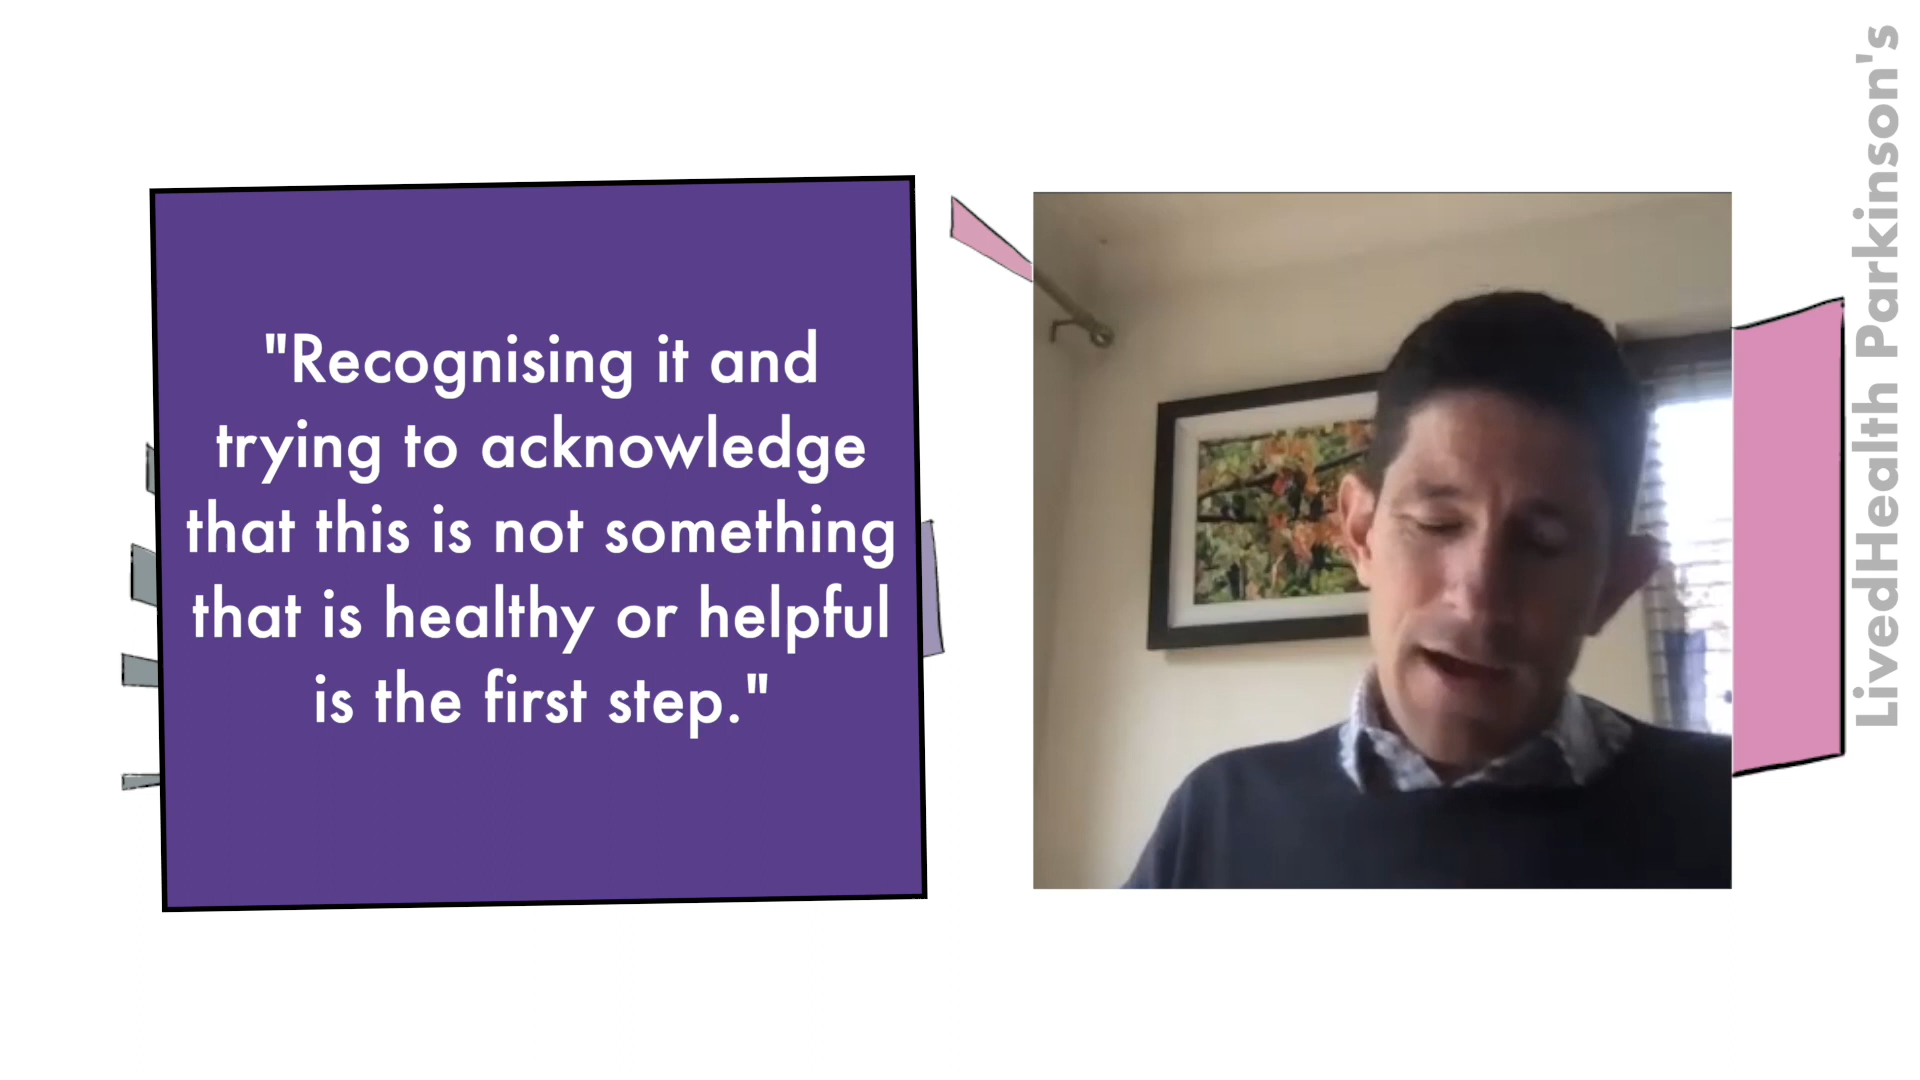 "Recognising it and
trying to acknowledge
that this is not something
that is healthy or helpful
is the first step."
LivedHealth Parkinson's